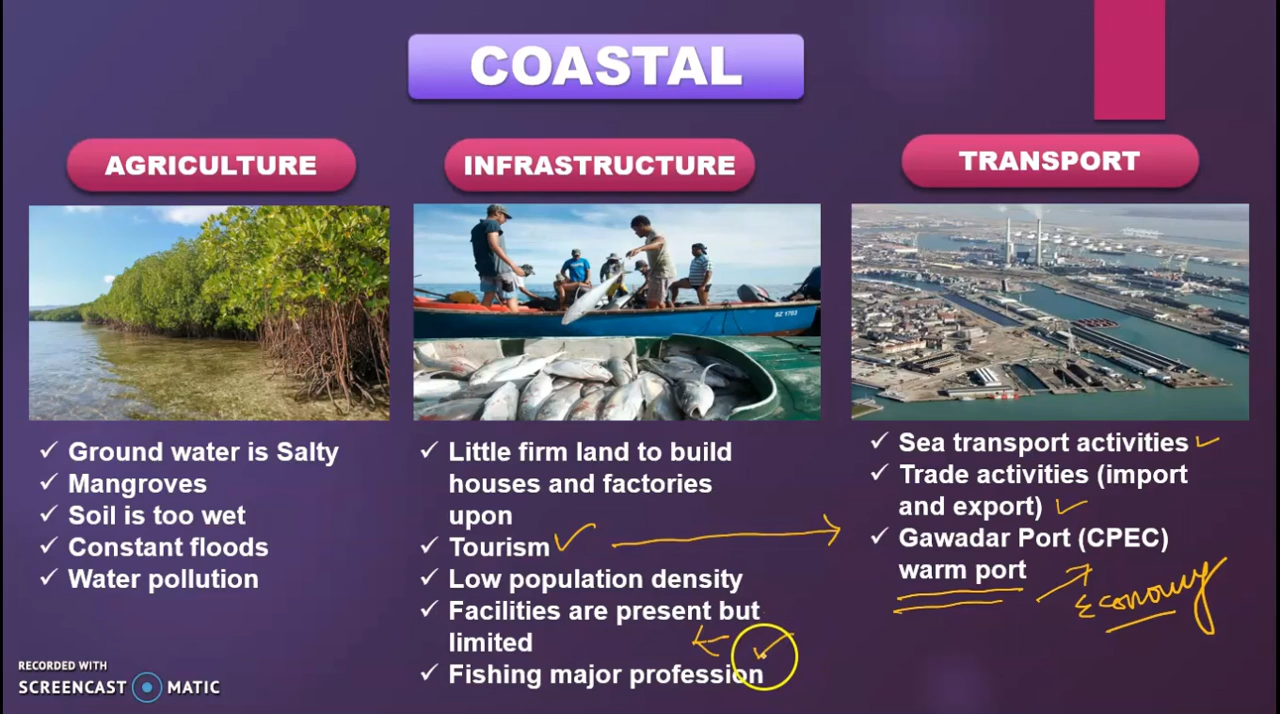 COASTAL
AGRICULTURE
INFRASTRUCTURE
TRANSPORT
SZ 1703
Ground water is Salty
Mangroves
Soil is too wet
Constant floods
Water pollution
Little firm land to build
houses and factories
upon
Tourism
Low population density
Facilities are present but
limited
Fishing major profession
Sea transport activities
Trade activities (import
and export)
Gawadar Port (CPEC)
warm port
Economy
RECORDED WITH
SCREENCAST MATIC